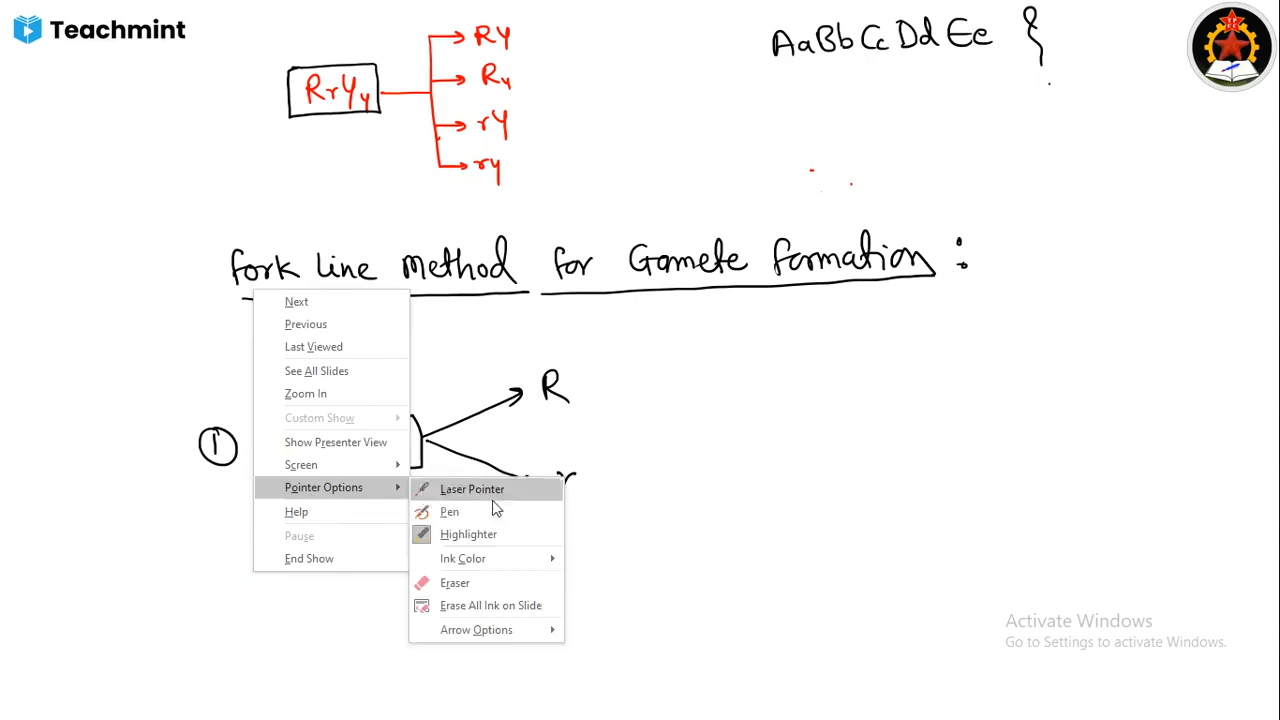 Teachmint
RY
AaBbCcDdEe {
RrYy
Ry
rY
ry
Fork Line Method for Gamete Formation :
Next
Previous
Last Viewed
See All Slides
Zoom In
Custom Show
Show Presenter View
Screen
Pointer Options
Help
Pause
End Show
Laser Pointer
Pen
Highlighter
Ink Color
Eraser
Erase All Ink on Slide
Arrow Options
R
①
r
Activate Windows
Go to Settings to activate Windows.